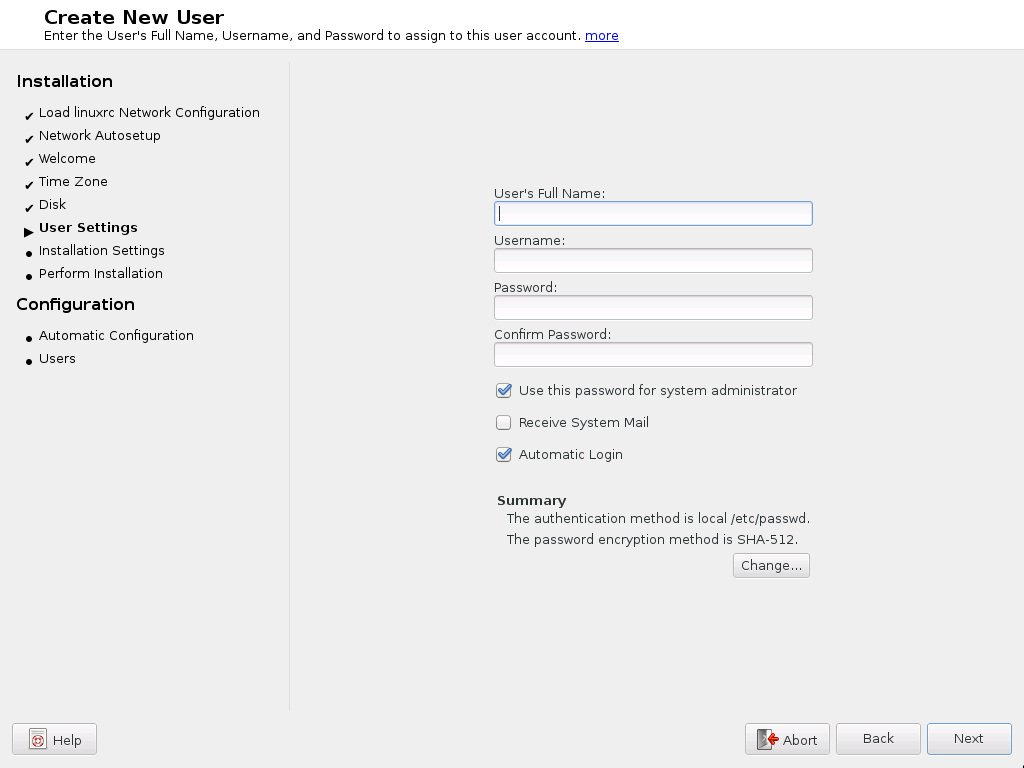 Create New User
Enter the User's Full Name, Username, and Password to assign to this user account. more
Installation
Load linuxrc Network Configuration
Network Autosetup
Welcome
Time Zone
Disk
User Settings
Installation Settings
Perform Installation
Configuration
Automatic Configuration
Users
User's Full Name:
Username:
Password:
Confirm Password:
Use this password for system administrator
Receive System Mail
Automatic Login
Summary
The authentication method is local /etc/passwd.
The password encryption method is SHA-512.
Change...
Help
Abort
Back
Next